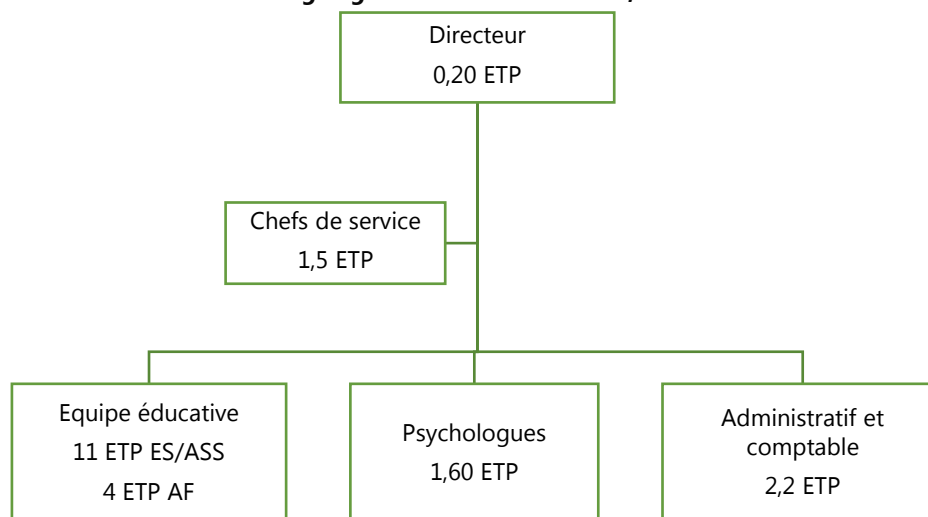 Directeur
0,20 ETP
Chefs de service
1,5 ETP
Equipe éducative
11 ETP ES/ASS
4 ETP AF
Psychologues
1,60 ETP
Administratif et
comptable
2,2 ETP